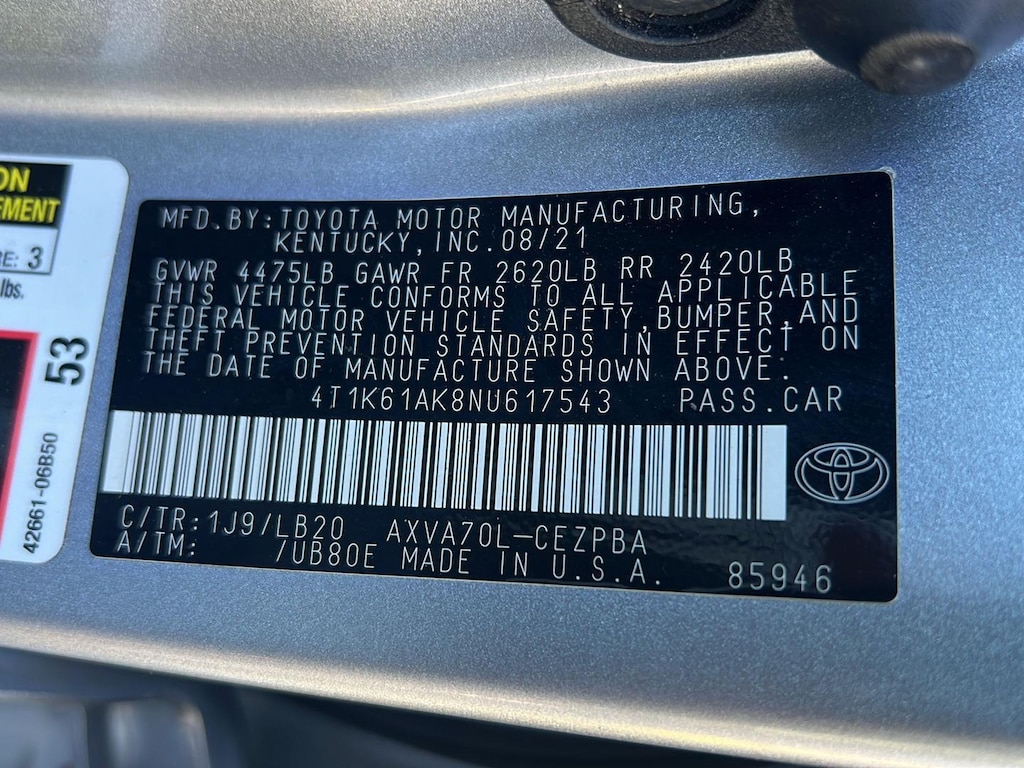 ON
EMENT
RE: 3
lbs.
53
42661-06B50
MFD.BY:TOYOTA MOTOR MANUFACTURING,
KENTUCKY,INC.08/21
GVWR 4475LB GAWR FR 2620LB RR 2420LB
THIS VEHICLE CONFORMS TO ALL APPLICABLE
FEDERAL MOTOR VEHICLE SAFETY,BUMPER,AND
THEFT PREVENTION STANDARDS IN EFFECT ON
THE DATE OF MANUFACTURE SHOWN ABOVE.
4T1K61AK8NU617543 PASS.CAR
C/TR:1J9/LB20 AXVA70L-CEZPBA
A/TM: /UB80E MADE IN U.S.A. 85946